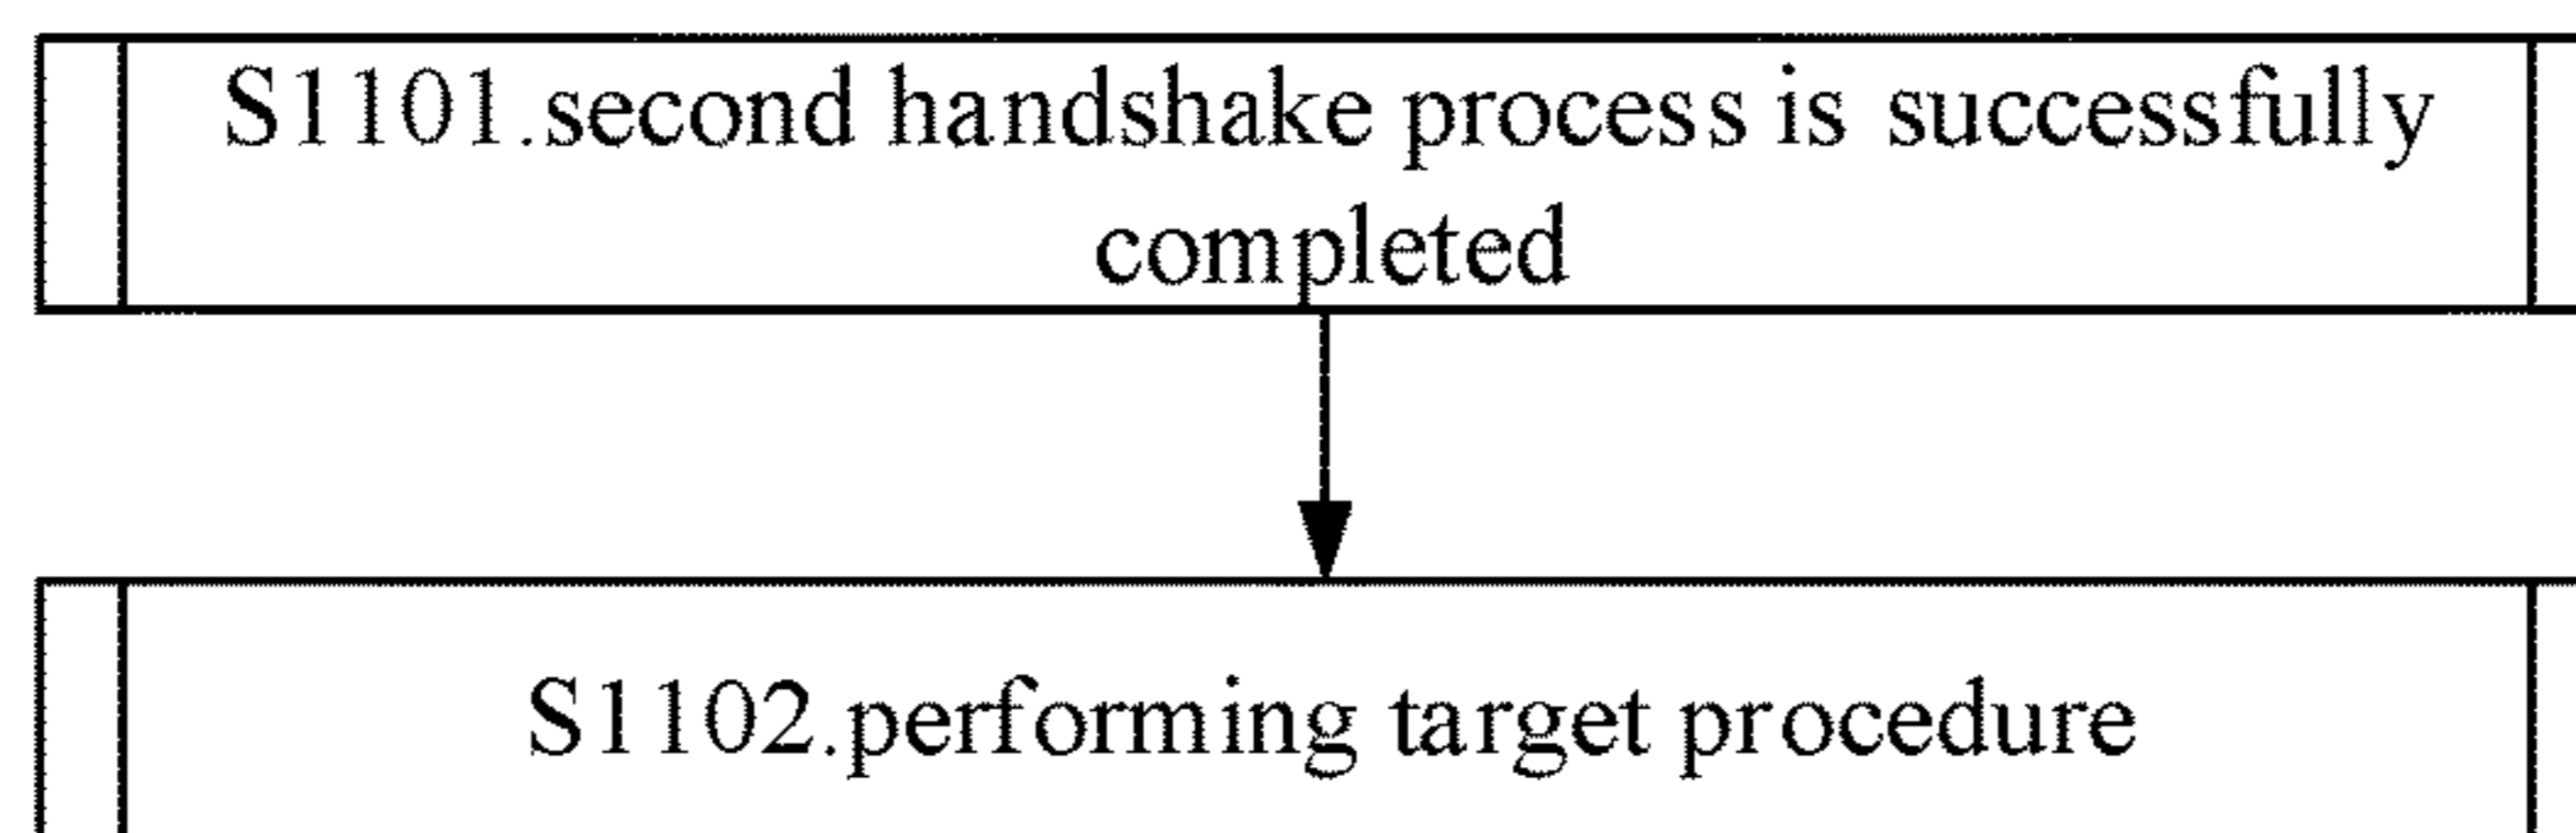 S1101.second handshake process is successfully
completed
S1102.performing target procedure